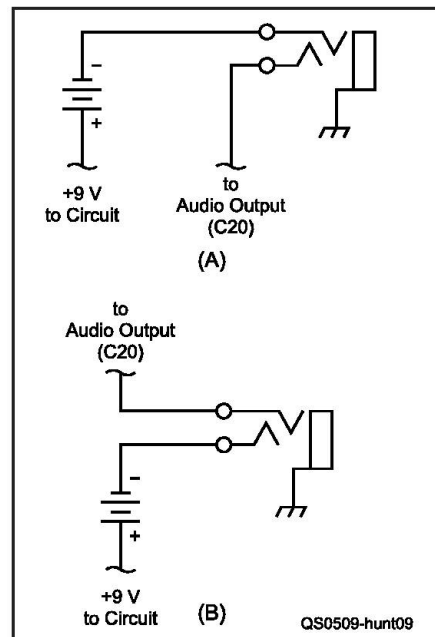 –
+
+9 V
to Circuit
to
Audio Output
(C20)
(A)
to
Audio Output
(C20)
–
+
+9 V
to Circuit
(B)
QS0509-hunt09